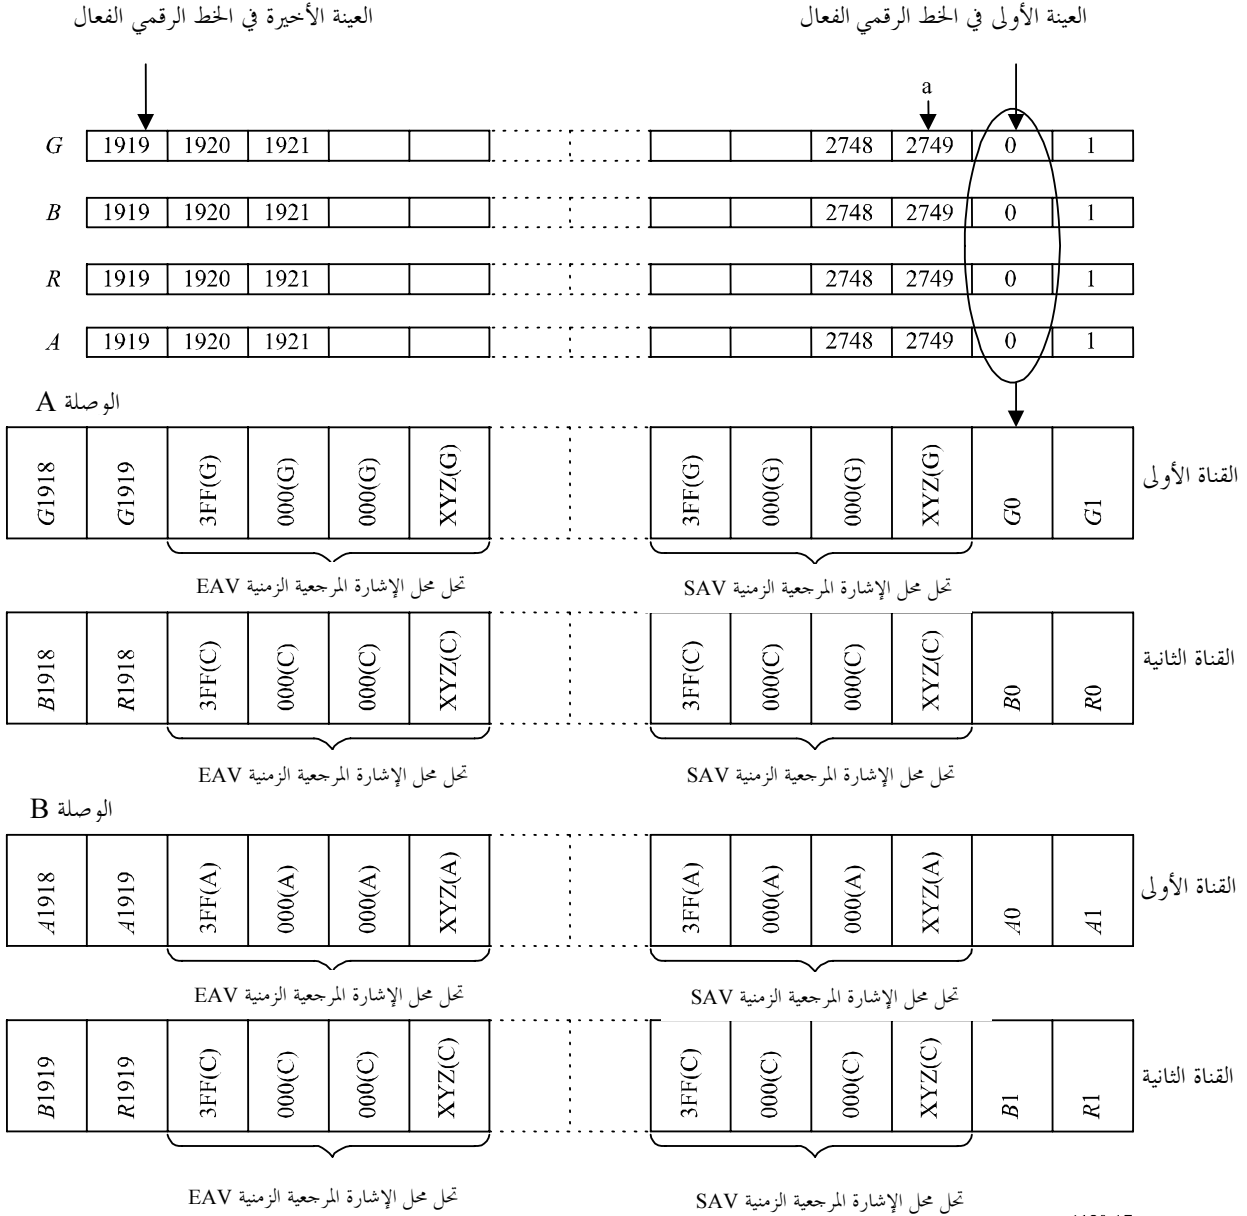 العينة الأولى في الخط الرقمي الفعال
العينة الأخيرة في الخط الرقمي الفعال
a
G 1919 1920 1921 2748 2749 0 1
B 1919 1920 1921 2748 2749 0 1
R 1919 1920 1921 2748 2749 0 1
A 1919 1920 1921 2748 2749 0 1
الوصلة A
القناة الأولى
G1918 G1919 3FF(G) 000(G) 000(G) XYZ(G) 3FF(G) 000(G) 000(G) XYZ(G) G0 G1
تحل محل الإشارة المرجعية الزمنية EAV
تحل محل الإشارة المرجعية الزمنية SAV
القناة الثانية
B1918 R1918 3FF(C) 000(C) 000(C) XYZ(C) 3FF(C) 000(C) 000(C) XYZ(C) B0 R0
تحل محل الإشارة المرجعية الزمنية EAV
تحل محل الإشارة المرجعية الزمنية SAV
الوصلة B
القناة الأولى
A1918 A1919 3FF(A) 000(A) 000(A) XYZ(A) 3FF(A) 000(A) 000(A) XYZ(A) A0 A1
تحل محل الإشارة المرجعية الزمنية EAV
تحل محل الإشارة المرجعية الزمنية SAV
القناة الثانية
B1919 R1919 3FF(C) 000(C) 000(C) XYZ(C) 3FF(C) 000(C) 000(C) XYZ(C) B1 R1
تحل محل الإشارة المرجعية الزمنية EAV
تحل محل الإشارة المرجعية الزمنية SAV